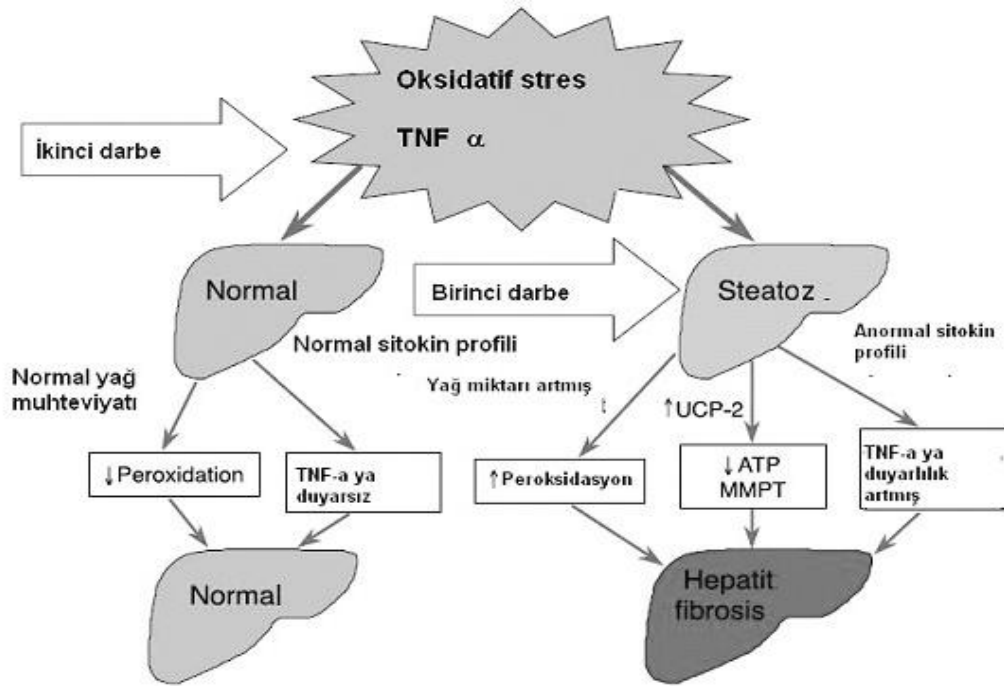 Oksidatif stres
TNF α
İkinci darbe
Normal
Birinci darbe
Steatoz
Normal sitokin profili
Anormal sitokin
profili
Normal yağ
muhteviyatı
Yağ miktarı artmış
↑UCP-2
↓Peroxidation
TNF-a ya
duyarsız
↑Peroksidasyon
↓ATP
MMPT
TNF-a ya
duyarlılık
artmış
Normal
Hepatit
fibrosis